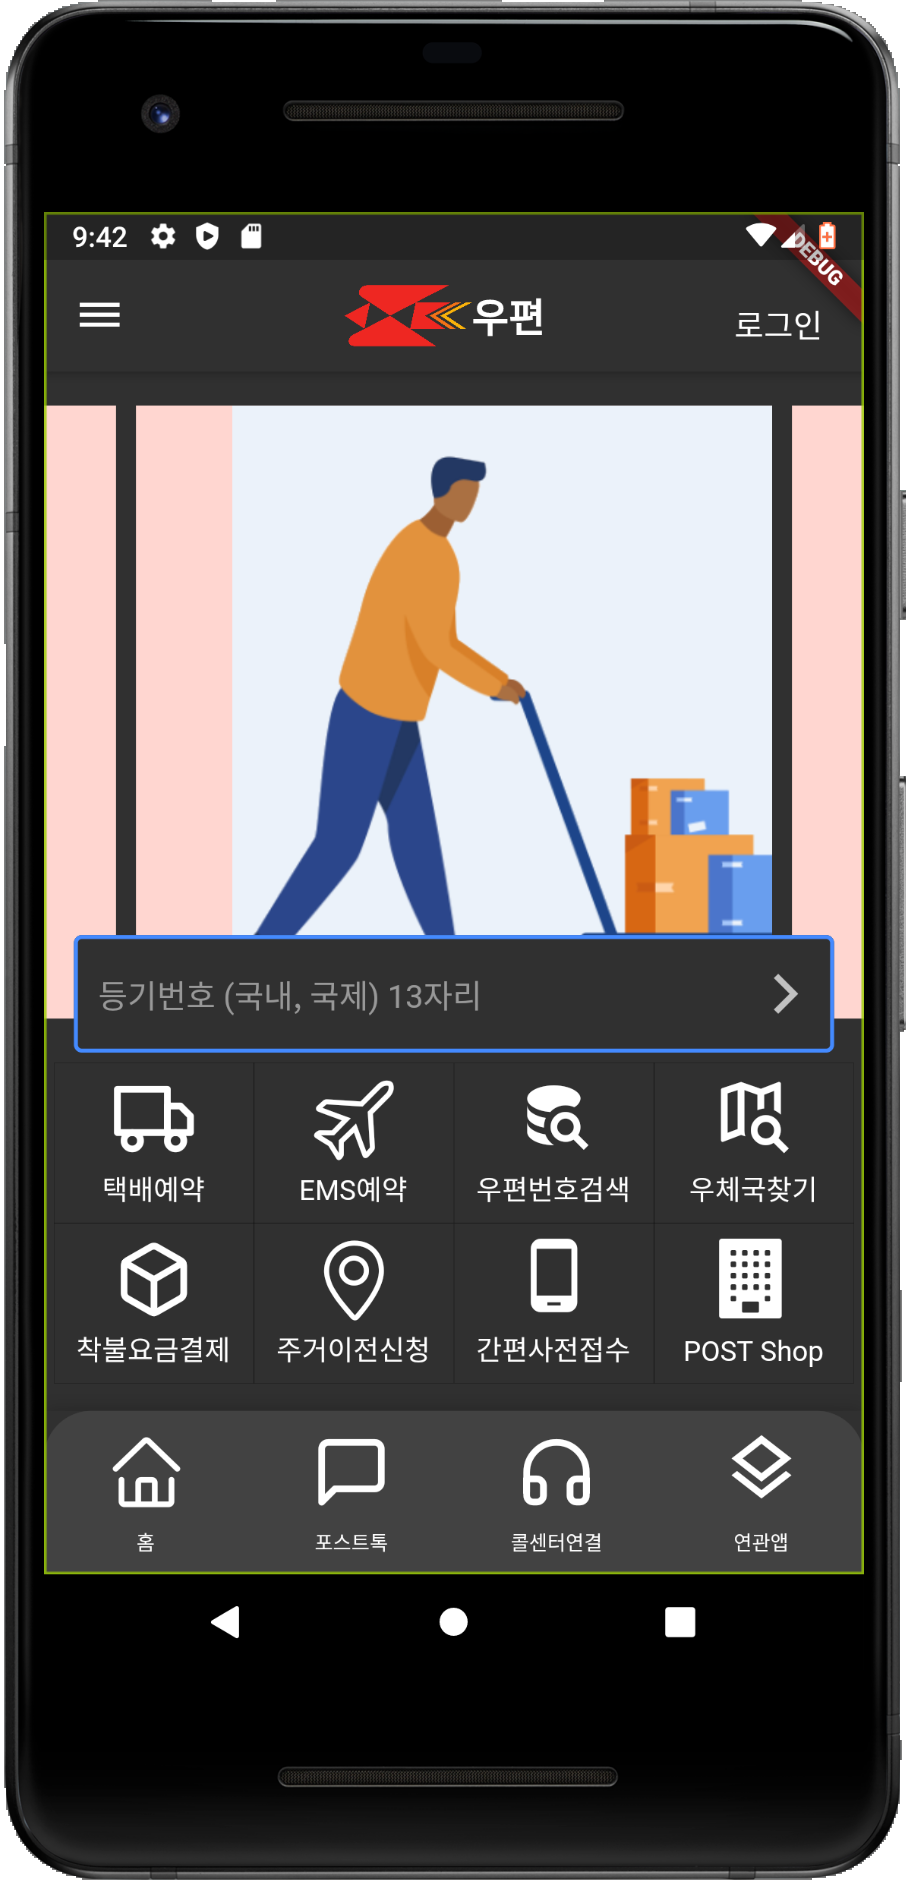 9:42
DEBUG
우편
로그인
등기번호 (국내, 국제) 13자리
택배예약
EMS예약
우편번호검색
우체국찾기
착불요금결제
주거이전신청
간편사전접수
POST Shop
홈
포스트톡
콜센터연결
연관앱